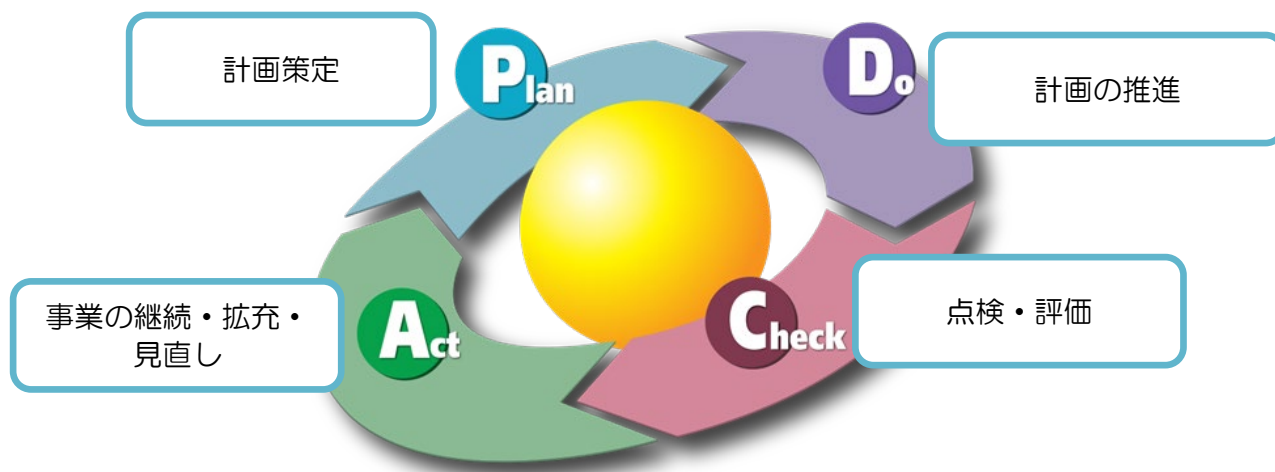 計画策定
Plan
Do
計画の推進
事業の継続・拡充・
見直し
Act
Check
点検・評価